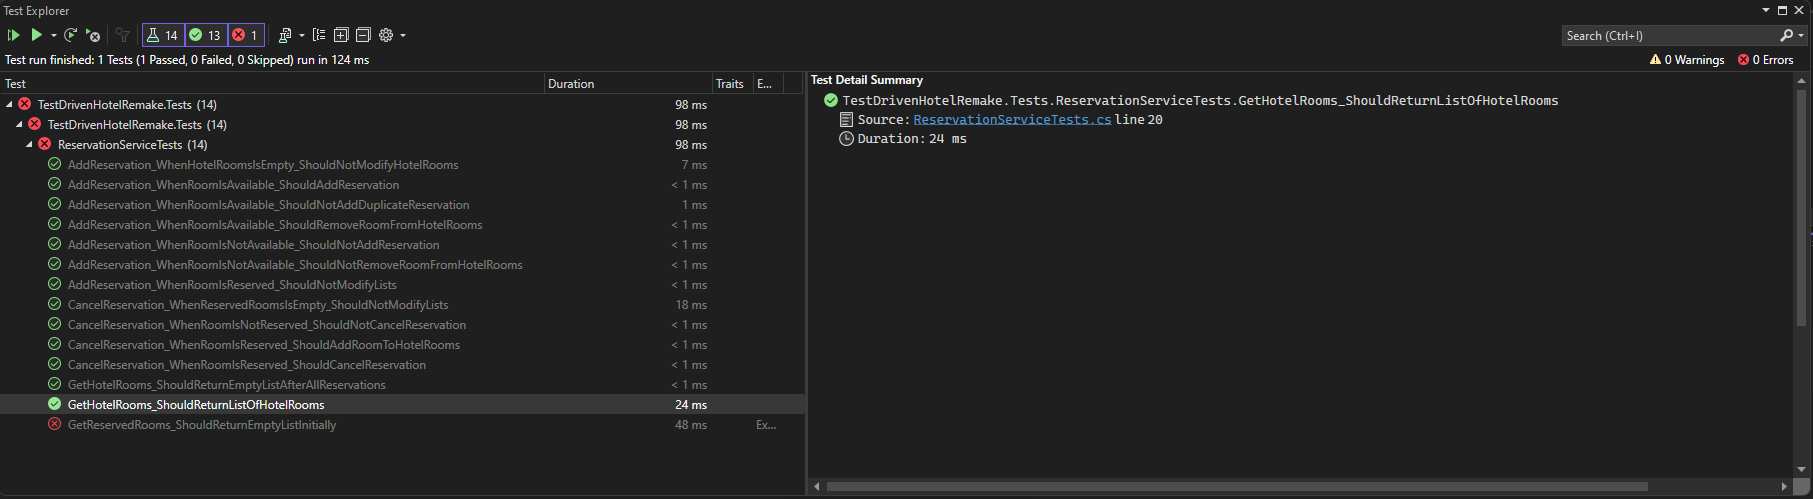 Test Explorer
14 13 1 Search (Ctrl+I)
Test run finished: 1 Tests (1 Passed, 0 Failed, 0 Skipped) run in 124 ms 0 Warnings 0 Errors
Test Duration Traits E...
TestDrivenHotelRemake.Tests (14) 98 ms
TestDrivenHotelRemake.Tests (14) 98 ms
ReservationServiceTests (14) 98 ms
AddReservation_WhenHotelRoomsIsEmpty_ShouldNotModifyHotelRooms 7 ms
AddReservation_WhenRoomIsAvailable_ShouldAddReservation < 1 ms
AddReservation_WhenRoomIsAvailable_ShouldNotAddDuplicateReservation 1 ms
AddReservation_WhenRoomIsAvailable_ShouldRemoveRoomFromHotelRooms < 1 ms
AddReservation_WhenRoomIsNotAvailable_ShouldNotAddReservation < 1 ms
AddReservation_WhenRoomIsNotAvailable_ShouldNotRemoveRoomFromHotelRooms < 1 ms
AddReservation_WhenRoomIsReserved_ShouldNotModifyLists < 1 ms
CancelReservation_WhenReservedRoomsIsEmpty_ShouldNotModifyLists 18 ms
CancelReservation_WhenRoomIsNotReserved_ShouldNotCancelReservation < 1 ms
CancelReservation_WhenRoomIsReserved_ShouldAddRoomToHotelRooms < 1 ms
CancelReservation_WhenRoomIsReserved_ShouldCancelReservation < 1 ms
GetHotelRooms_ShouldReturnEmptyListAfterAllReservations < 1 ms
GetHotelRooms_ShouldReturnListOfHotelRooms 24 ms
GetReservedRooms_ShouldReturnEmptyListInitially 48 ms Ex...
Test Detail Summary
TestDrivenHotelRemake.Tests.ReservationServiceTests.GetHotelRooms_ShouldReturnListOfHotelRooms
Source: ReservationServiceTests.cs line 20
Duration: 24 ms